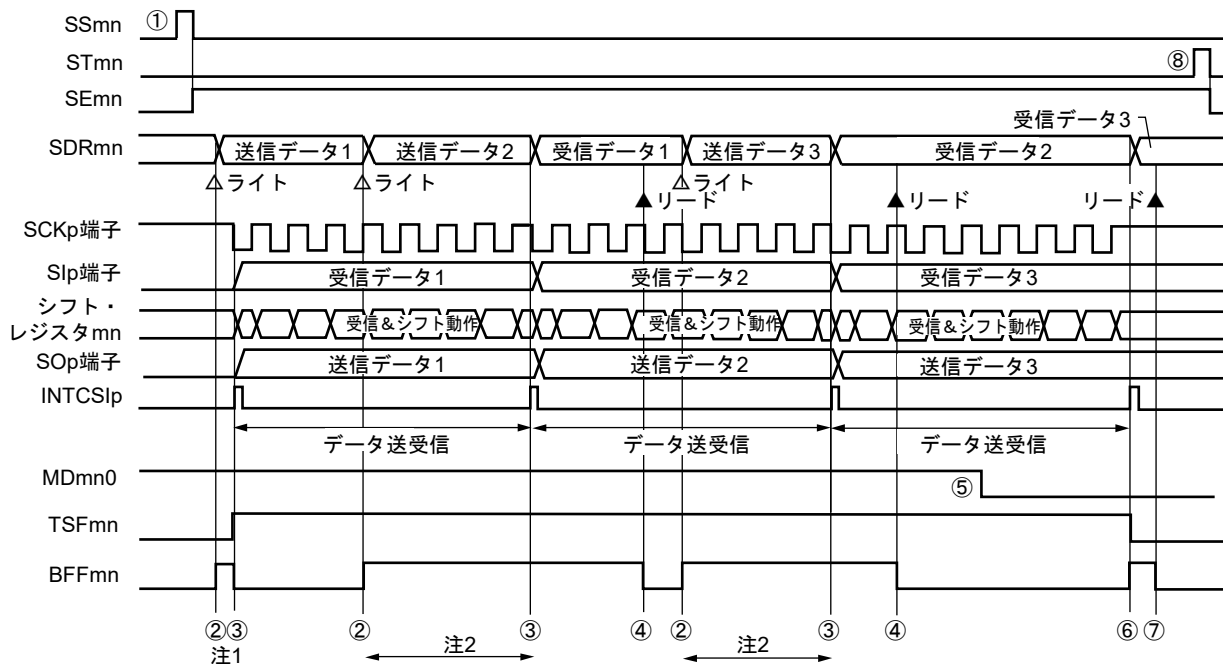 SSmn ①
STmn ⑧
SEmn
受信データ3
SDRmn 送信データ1 送信データ2 受信データ1 送信データ3 受信データ2
△ライト △ライト △ライト
▲リード ▲リード リード▲
SCKp端子
SIp端子 受信データ1 受信データ2 受信データ3
シフト・
レジスタmn 受信&シフト動作 受信&シフト動作 受信&シフト動作
SOp端子 送信データ1 送信データ2 送信データ3
INTCSIp
データ送受信 データ送受信 データ送受信
MDmn0 ⑤
TSFmn
BFFmn
②③ ② ③ ④ ② ③ ④ ⑥ ⑦
注1 注2 注2